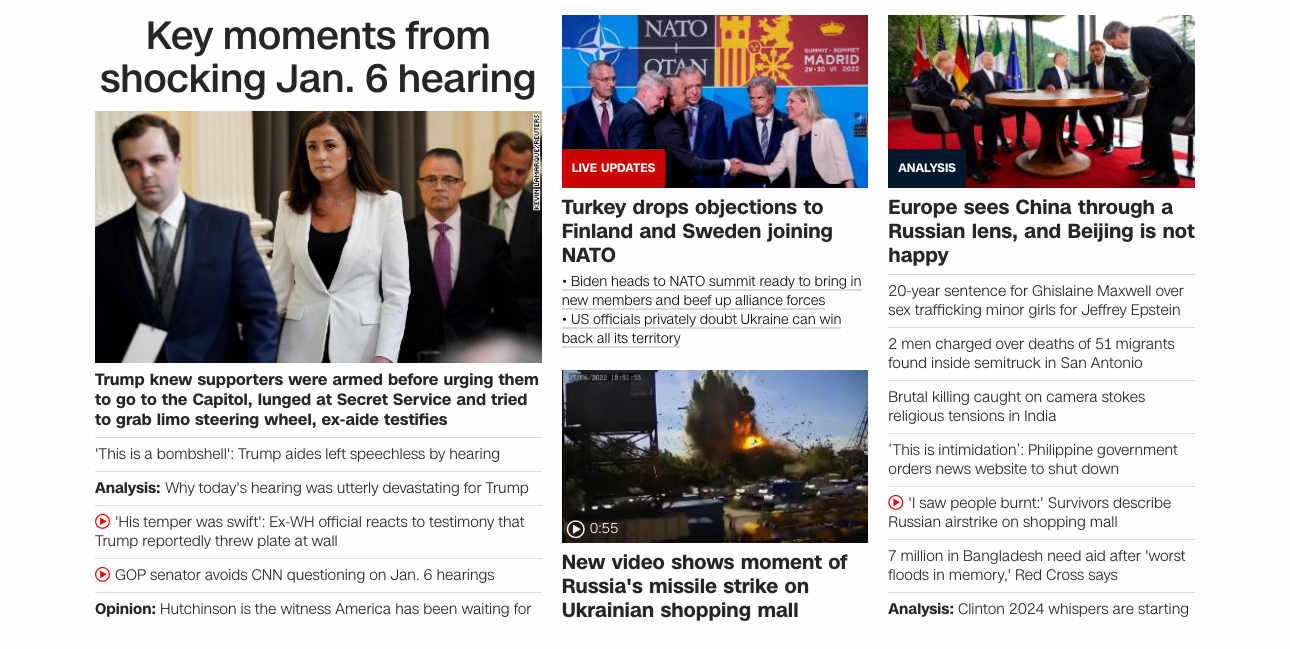 Key moments from
shocking Jan. 6 hearing
KEVIN LAMARQUE/REUTERS
Trump knew supporters were armed before urging them
to go to the Capitol, lunged at Secret Service and tried
to grab limo steering wheel, ex-aide testifies
'This is a bombshell': Trump aides left speechless by hearing
Analysis: Why today's hearing was utterly devastating for Trump
'His temper was swift': Ex-WH official reacts to testimony that
Trump reportedly threw plate at wall
GOP senator avoids CNN questioning on Jan. 6 hearings
Opinion: Hutchinson is the witness America has been waiting for
NATO
OTAN
SUMMIT - SOMMET
MADRID
29-30 VI 2022
LIVE UPDATES
Turkey drops objections to
Finland and Sweden joining
NATO
• Biden heads to NATO summit ready to bring in
new members and beef up alliance forces
• US officials privately doubt Ukraine can win
back all its territory
27/06/2022 15:51:55
0:55
New video shows moment of
Russia's missile strike on
Ukrainian shopping mall
ANALYSIS
Europe sees China through a
Russian lens, and Beijing is not
happy
20-year sentence for Ghislaine Maxwell over
sex trafficking minor girls for Jeffrey Epstein
2 men charged over deaths of 51 migrants
found inside semitruck in San Antonio
Brutal killing caught on camera stokes
religious tensions in India
‘This is intimidation’: Philippine government
orders news website to shut down
'I saw people burnt:' Survivors describe
Russian airstrike on shopping mall
7 million in Bangladesh need aid after 'worst
floods in memory,' Red Cross says
Analysis: Clinton 2024 whispers are starting